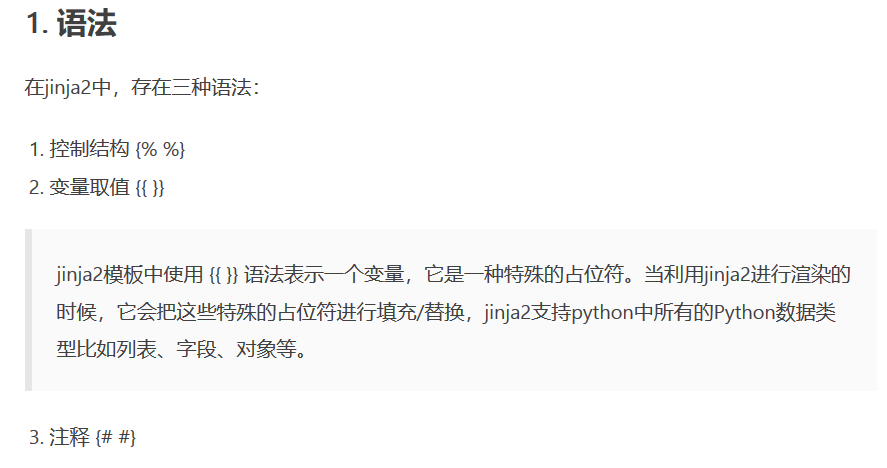 1. 语法
在jinja2中，存在三种语法：
1. 控制结构 {% %}
2. 变量取值 {{ }}
jinja2模板中使用 {{ }} 语法表示一个变量，它是一种特殊的占位符。当利用jinja2进行渲染的
时候，它会把这些特殊的占位符进行填充/替换，jinja2支持python中所有的Python数据类
型比如列表、字段、对象等。
3. 注释 {# #}